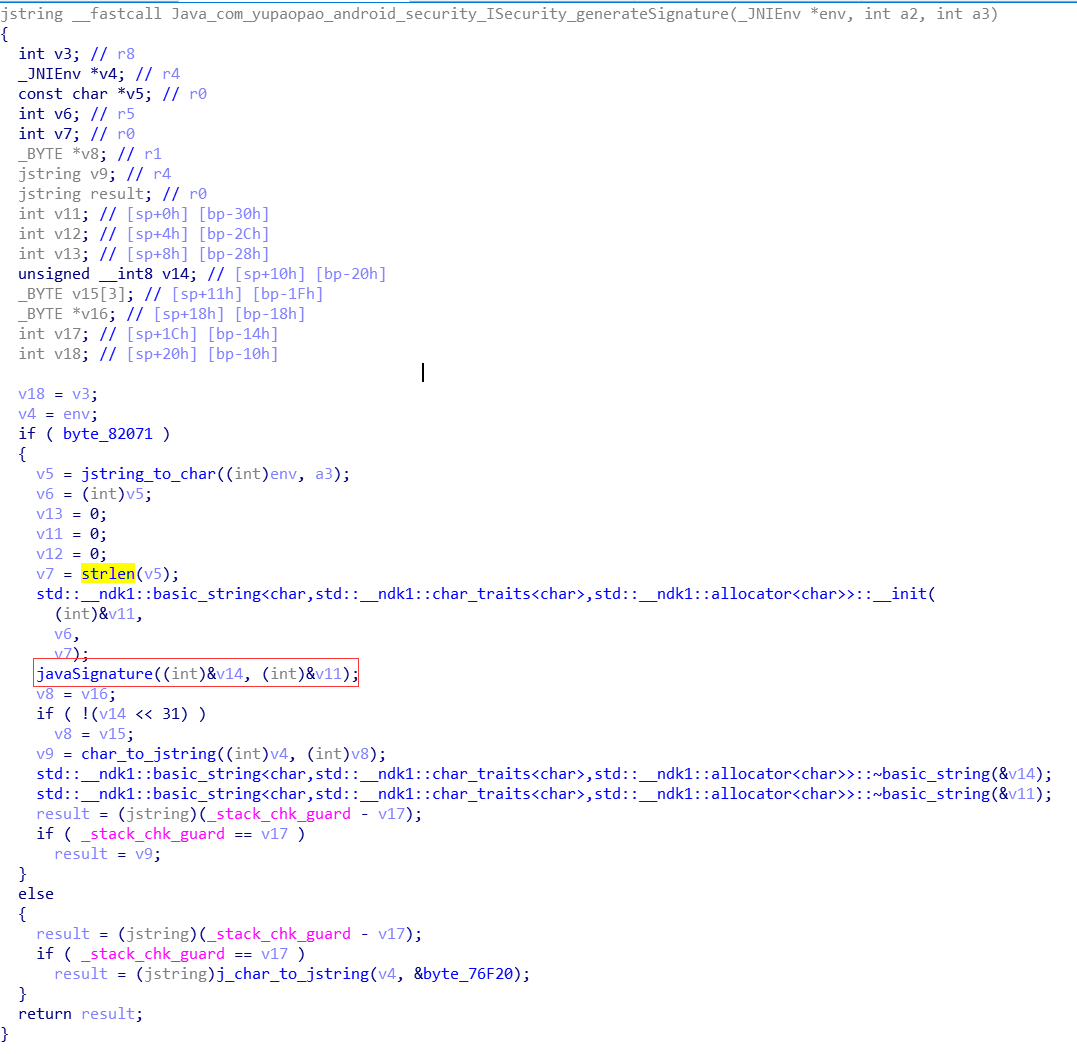 jstring __fastcall Java_com_yupaopao_android_security_ISecurity_generateSignature(_JNIEnv *env, int a2, int a3)
{
  int v3; // r8
  _JNIEnv *v4; // r4
  const char *v5; // r0
  int v6; // r5
  int v7; // r0
  _BYTE *v8; // r1
  jstring v9; // r4
  jstring result; // r0
  int v11; // [sp+0h] [bp-30h]
  int v12; // [sp+4h] [bp-2Ch]
  int v13; // [sp+8h] [bp-28h]
  unsigned __int8 v14; // [sp+10h] [bp-20h]
  _BYTE v15[3]; // [sp+11h] [bp-1Fh]
  _BYTE *v16; // [sp+18h] [bp-18h]
  int v17; // [sp+1Ch] [bp-14h]
  int v18; // [sp+20h] [bp-10h]
  v18 = v3;
  v4 = env;
  if ( byte_82071 )
  {
    v5 = jstring_to_char((int)env, a3);
    v6 = (int)v5;
    v13 = 0;
    v11 = 0;
    v12 = 0;
    v7 = strlen(v5);
    std::__ndk1::basic_string<char,std::__ndk1::char_traits<char>,std::__ndk1::allocator<char>>::__init(
      (int)&v11,
      v6,
      v7);
    javaSignature((int)&v14, (int)&v11);
    v8 = v16;
    if ( !(v14 << 31) )
      v8 = v15;
    v9 = char_to_jstring((int)v4, (int)v8);
    std::__ndk1::basic_string<char,std::__ndk1::char_traits<char>,std::__ndk1::allocator<char>>::~basic_string(&v14);
    std::__ndk1::basic_string<char,std::__ndk1::char_traits<char>,std::__ndk1::allocator<char>>::~basic_string(&v11);
    result = (jstring)(_stack_chk_guard - v17);
    if ( _stack_chk_guard == v17 )
      result = v9;
  }
  else
  {
    result = (jstring)(_stack_chk_guard - v17);
    if ( _stack_chk_guard == v17 )
      result = (jstring)j_char_to_jstring(v4, &byte_76F20);
  }
  return result;
}